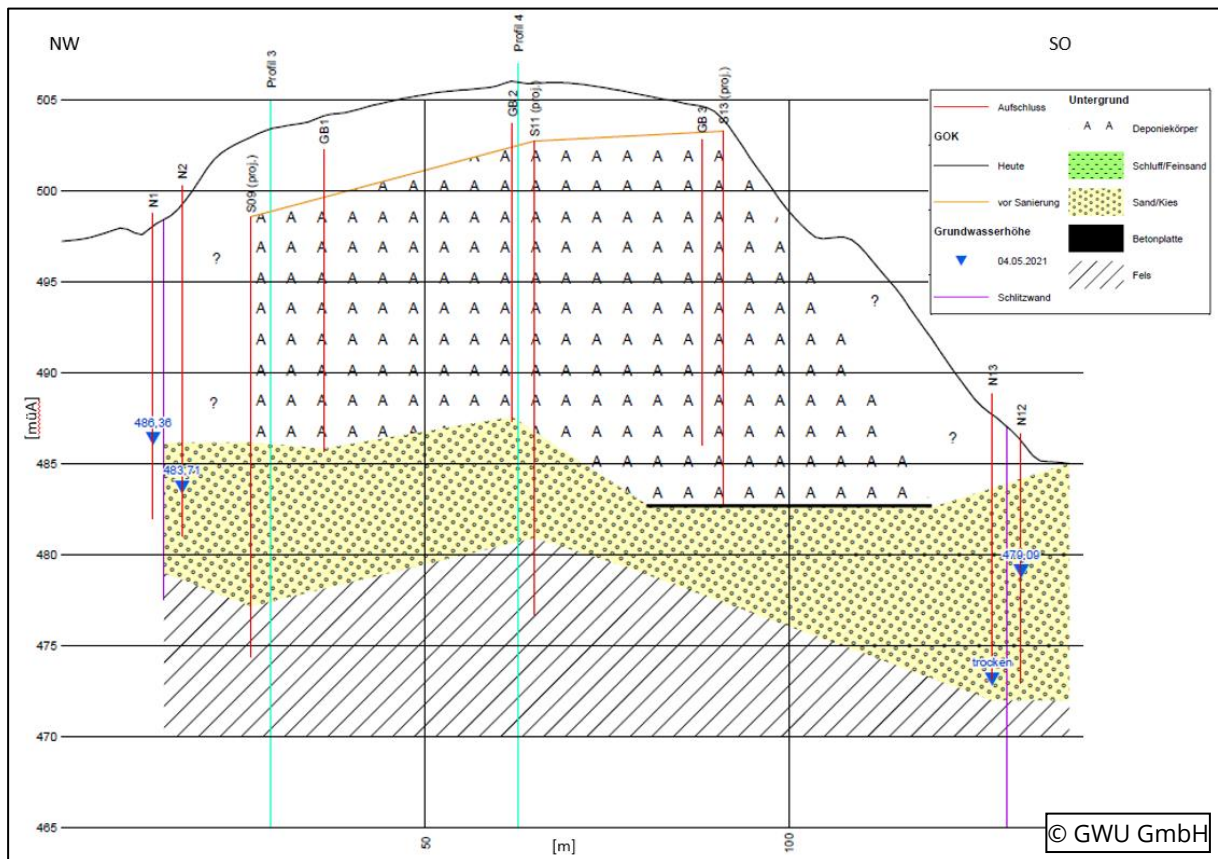 NW
SO
Profil 3
Profil 4
N1
N2
S09 (proj.)
GB1
GB 2
S11 (proj.)
GB 3
S13 (proj.)
N13
N12
505
500
495
490
485
480
475
470
465
[müA]
50
[m]
100
486,36
483,71
479,09
trocken
?
?
?
?
Aufschluss
GOK
Heute
vor Sanierung
Grundwasserhöhe
04.05.2021
Schlitzwand
Untergrund
A A Deponiekörper
Schluff/Feinsand
Sand/Kies
Betonplatte
Fels
© GWU GmbH